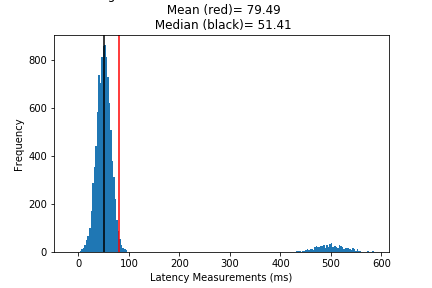 Mean (red)= 79.49
Median (black)= 51.41
Frequency
800
600
400
200
0
0 100 200 300 400 500 600
Latency Measurements (ms)